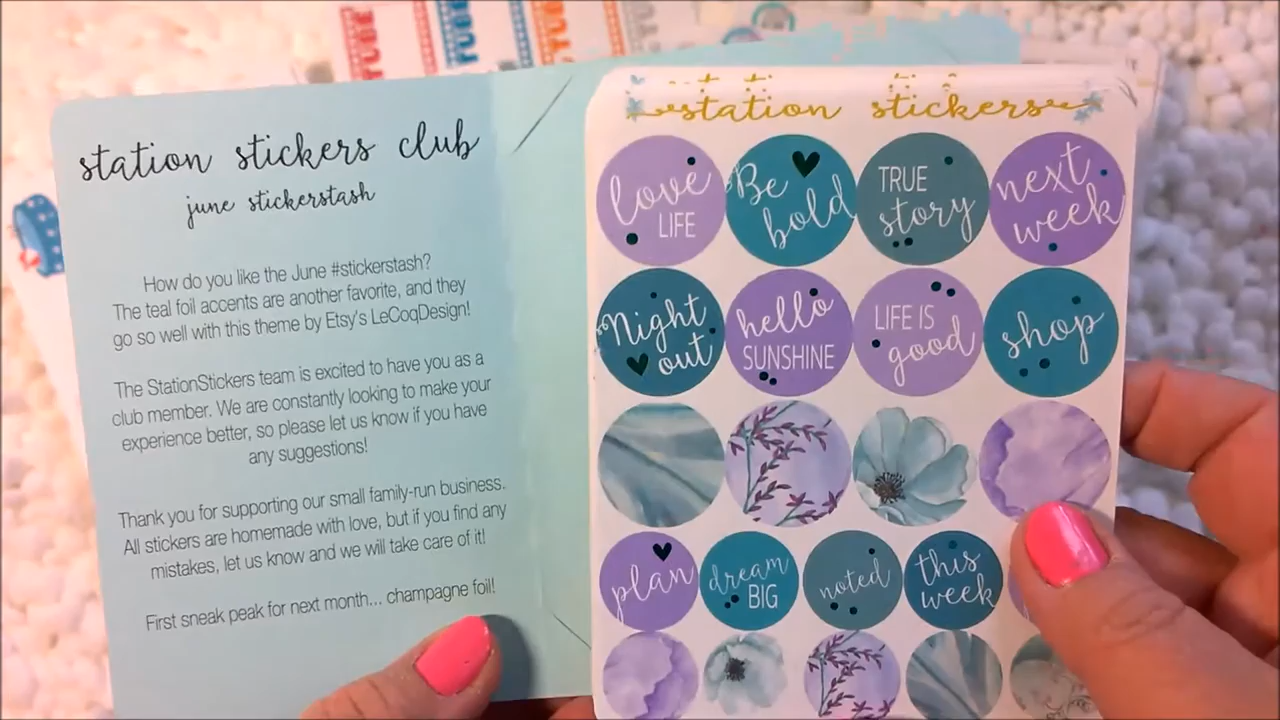 station stickers club
june stickerstash
How do you like the June #stickerstash?
The teal foil accents are another favorite, and they
go so well with this theme by Etsy's LeCoqDesign!
The StationStickers team is excited to have you as a
club member. We are constantly looking to make your
experience better, so please let us know if you have
any suggestions!
Thank you for supporting our small family-run business.
All stickers are homemade with love, but if you find any
mistakes, let us know and we will take care of it!
First sneak peak for next month... champagne foil!
station stickers
love
LIFE
Be
bold
TRUE
story
next
week
Night
out
hello
SUNSHINE
LIFE IS
good
shop
plan
dream
BIG
noted
this
week